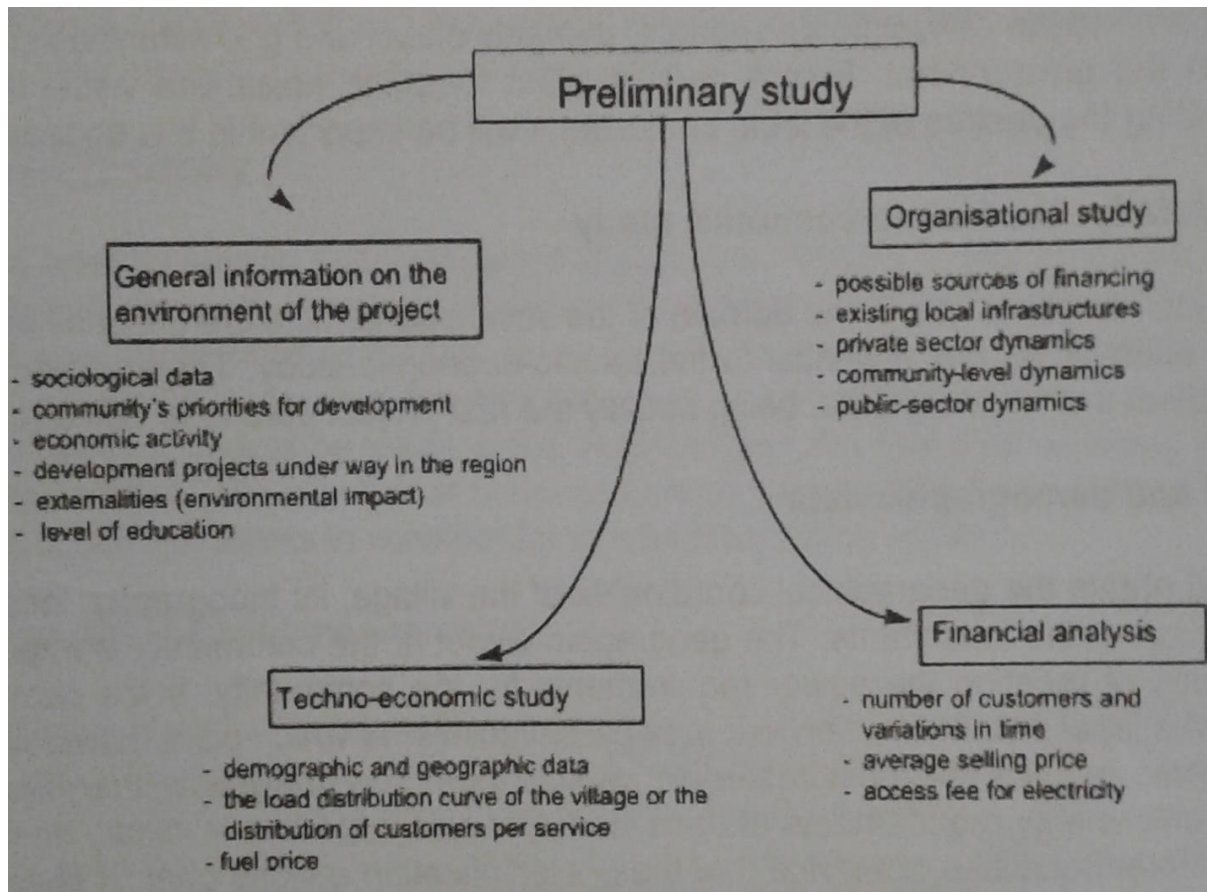 Preliminary study
General information on the
environment of the project
- sociological data
- community's priorities for development
- economic activity
- development projects under way in the region
- externalities (environmental impact)
- level of education
Organisational study
- possible sources of financing
- existing local infrastructures
- private sector dynamics
- community-level dynamics
- public-sector dynamics
Techno-economic study
- demographic and geographic data
- the load distribution curve of the village or the
distribution of customers per service
- fuel price
Financial analysis
- number of customers and
variations in time
- average selling price
- access fee for electricity